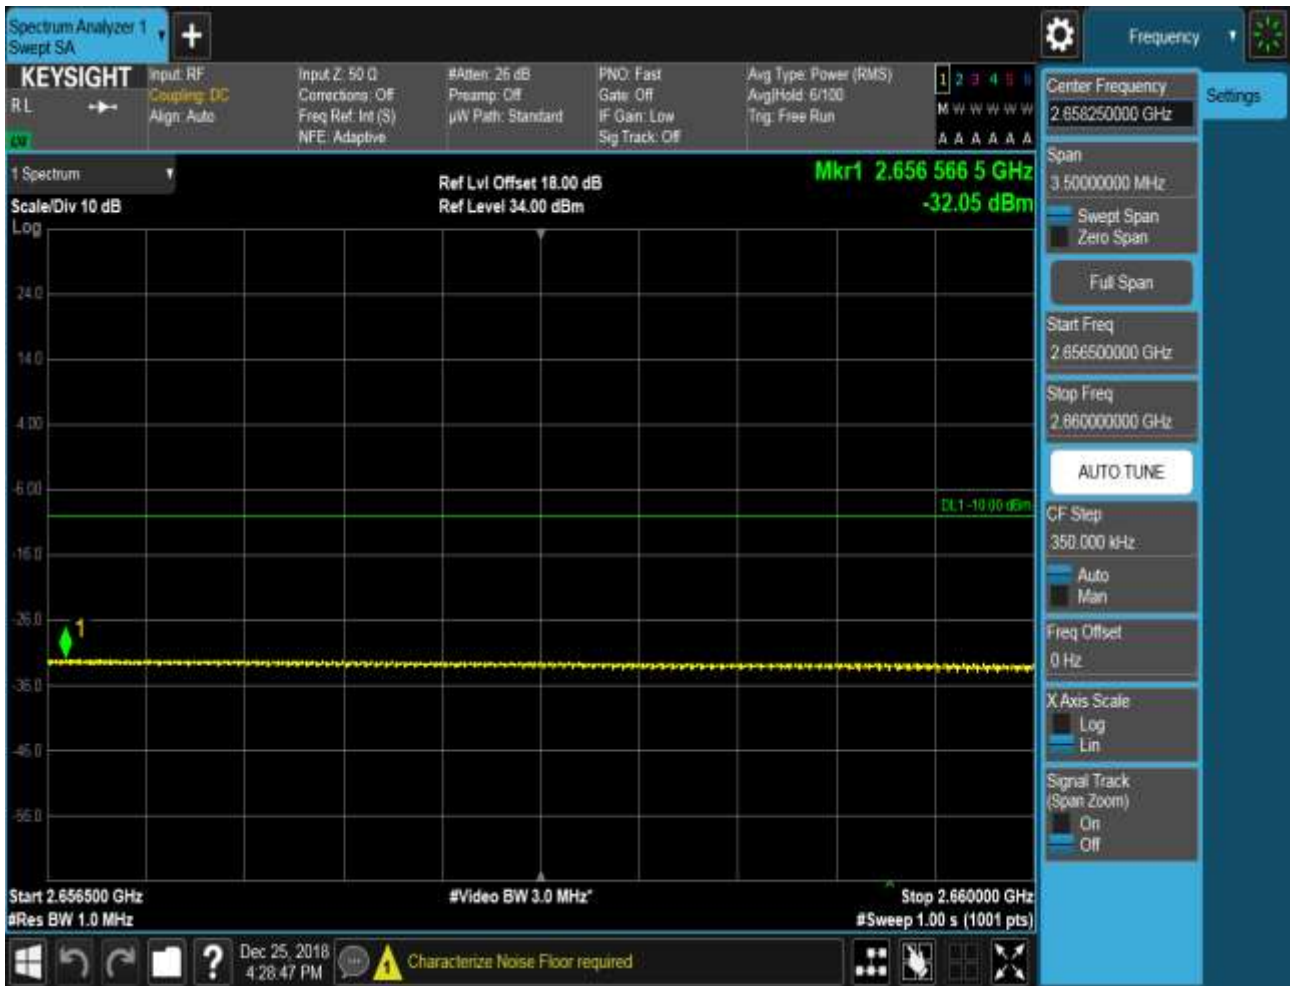 Spectrum Analyzer 1
Swept SA
Frequency
KEYSIGHT
RL
Input: RF
Coupling: DC
Align: Auto
Input Z: 50 Ω
Corrections: Off
Freq Ref: Int (S)
NFE: Adaptive
#Atten: 26 dB
Preamp: Off
µW Path: Standard
PNO: Fast
Gate: Off
IF Gain: Low
Sig Track: Off
Avg Type: Power (RMS)
Avg|Hold: 6/100
Trig: Free Run
1 2 3 4 5 6
M W W W W W
A A A A A A
Settings
Center Frequency
2.658250000 GHz
Span
3.50000000 MHz
Swept Span
Zero Span
Full Span
Start Freq
2.656500000 GHz
Stop Freq
2.660000000 GHz
AUTO TUNE
CF Step
350.000 kHz
Auto
Man
Freq Offset
0 Hz
X Axis Scale
Log
Lin
Signal Track
(Span Zoom)
On
Off
1 Spectrum
Scale/Div 10 dB
Log
Ref Lvl Offset 18.00 dB
Ref Level 34.00 dBm
Mkr1 2.656 566 5 GHz
-32.05 dBm
24.0
14.0
4.00
-6.00
DL1 -10.00 dBm
-16.0
-26.0
1
-36.0
-46.0
-56.0
Start 2.656500 GHz
#Res BW 1.0 MHz
#Video BW 3.0 MHz*
Stop 2.660000 GHz
#Sweep 1.00 s (1001 pts)
?
Dec 25, 2018
4:28:47 PM
1
Characterize Noise Floor required